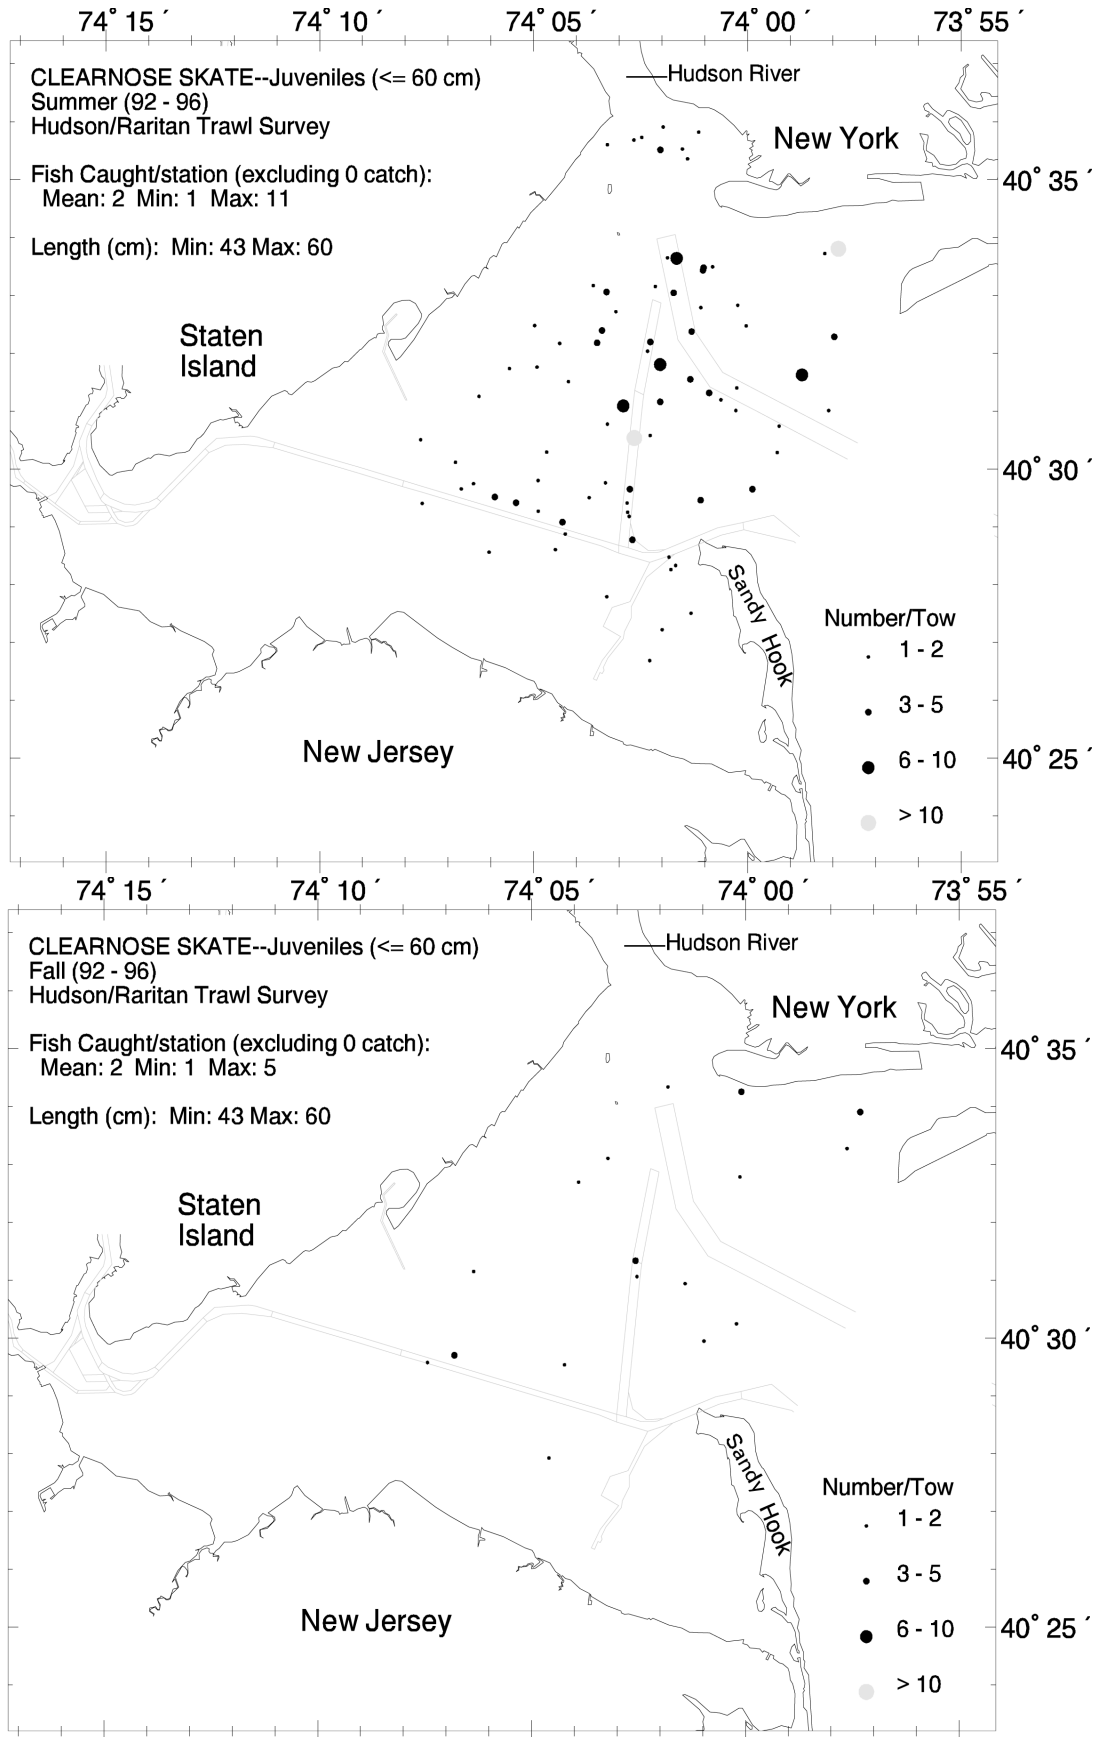 74° 15 ´ 74° 10 ´ 74° 05 ´ 74° 00 ´ 73° 55 ´
CLEARNOSE SKATE--Juveniles (<= 60 cm)
Summer (92 - 96)
Hudson/Raritan Trawl Survey
Fish Caught/station (excluding 0 catch):
Mean: 2 Min: 1 Max: 11
Length (cm): Min: 43 Max: 60
Hudson River
New York
40° 35 ´
Staten
Island
40° 30 ´
Sandy Hook
New Jersey
40° 25 ´
Number/Tow
1 - 2
3 - 5
6 - 10
> 10
74° 15 ´ 74° 10 ´ 74° 05 ´ 74° 00 ´ 73° 55 ´
CLEARNOSE SKATE--Juveniles (<= 60 cm)
Fall (92 - 96)
Hudson/Raritan Trawl Survey
Fish Caught/station (excluding 0 catch):
Mean: 2 Min: 1 Max: 5
Length (cm): Min: 43 Max: 60
Hudson River
New York
40° 35 ´
Staten
Island
40° 30 ´
Sandy Hook
New Jersey
40° 25 ´
Number/Tow
1 - 2
3 - 5
6 - 10
> 10